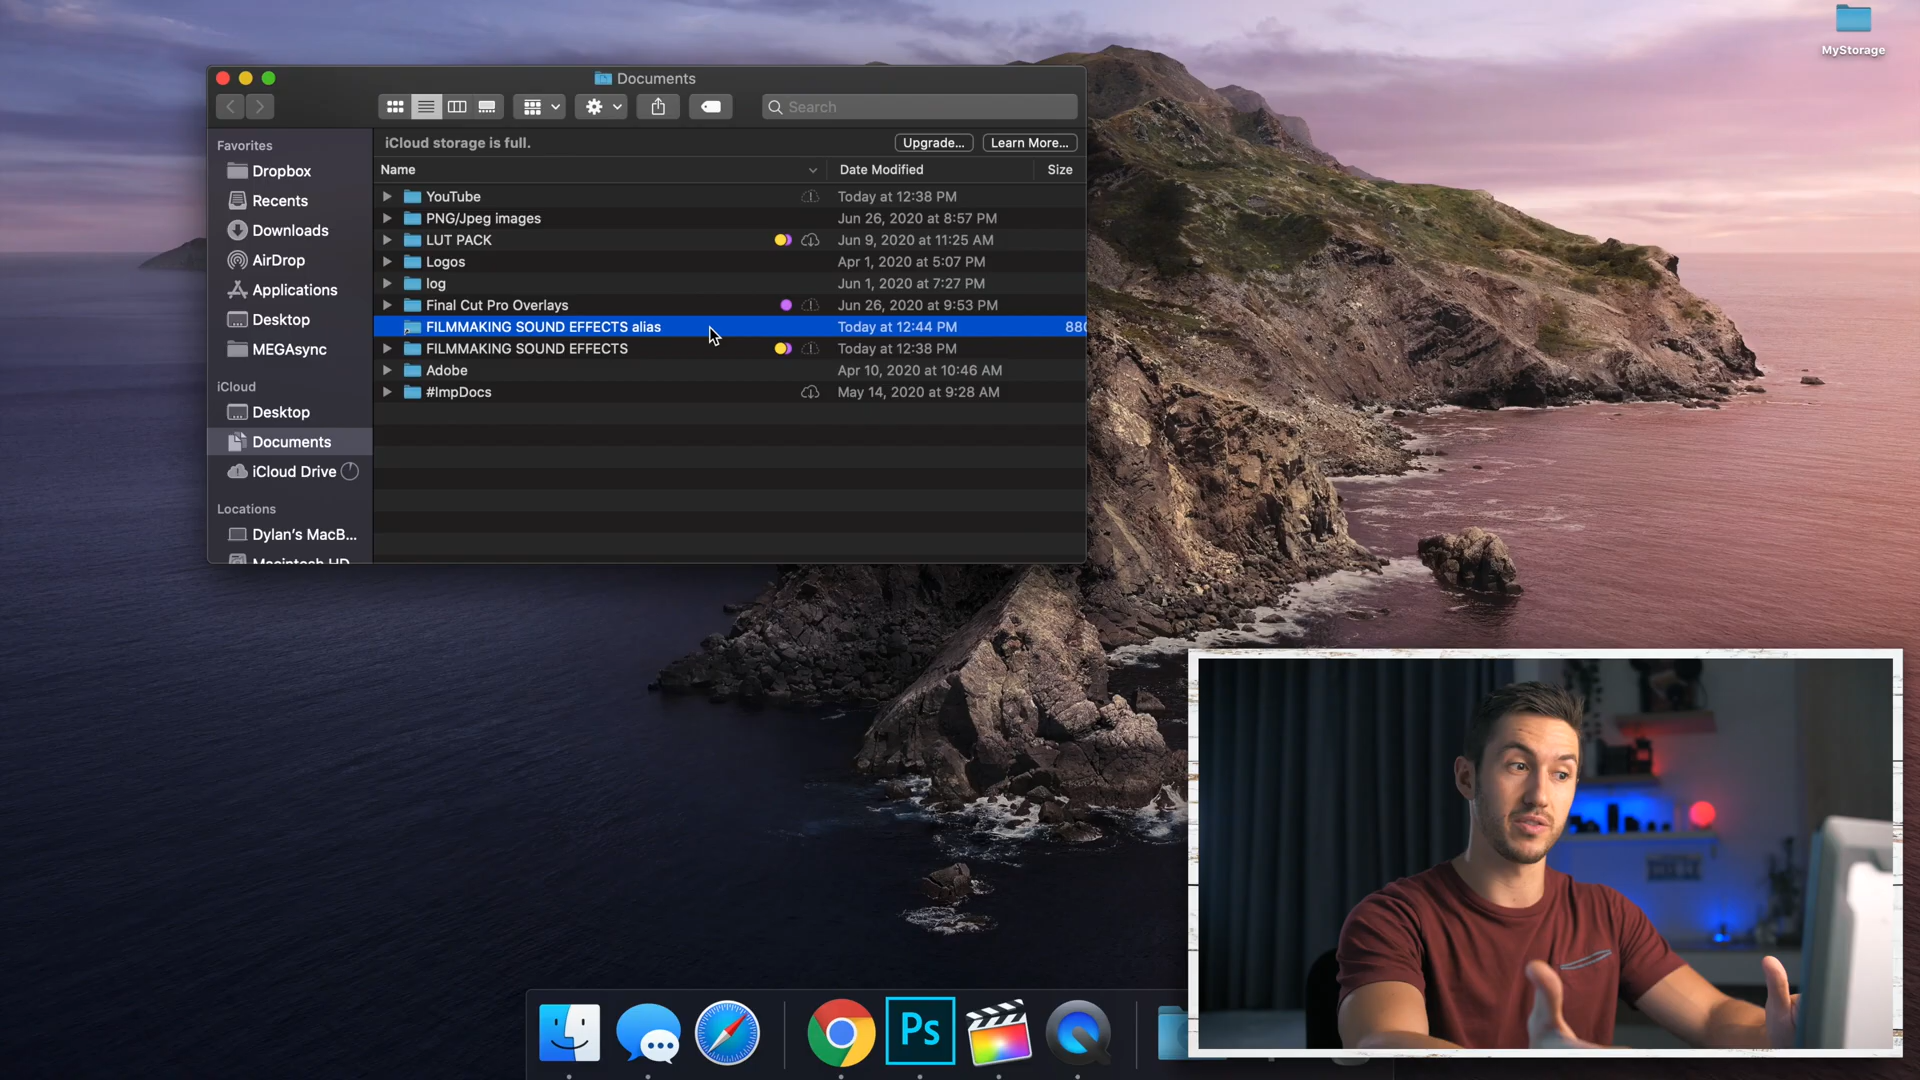 MyStorage
Documents
Search
iCloud storage is full.
Upgrade...
Learn More...
Name
Date Modified
Size
Favorites
Dropbox
Recents
Downloads
AirDrop
Applications
Desktop
MEGAsync
iCloud
Desktop
Documents
iCloud Drive
Locations
Dylan's MacB...
Macintosh HD
YouTube Today at 12:38 PM
PNG/Jpeg images Jun 26, 2020 at 8:57 PM
LUT PACK Jun 9, 2020 at 11:25 AM
Logos Apr 1, 2020 at 5:07 PM
log Jun 1, 2020 at 7:27 PM
Final Cut Pro Overlays Jun 26, 2020 at 9:53 PM
FILMMAKING SOUND EFFECTS alias Today at 12:44 PM 880
FILMMAKING SOUND EFFECTS Today at 12:38 PM
Adobe Apr 10, 2020 at 10:46 AM
#ImpDocs May 14, 2020 at 9:28 AM
Ps